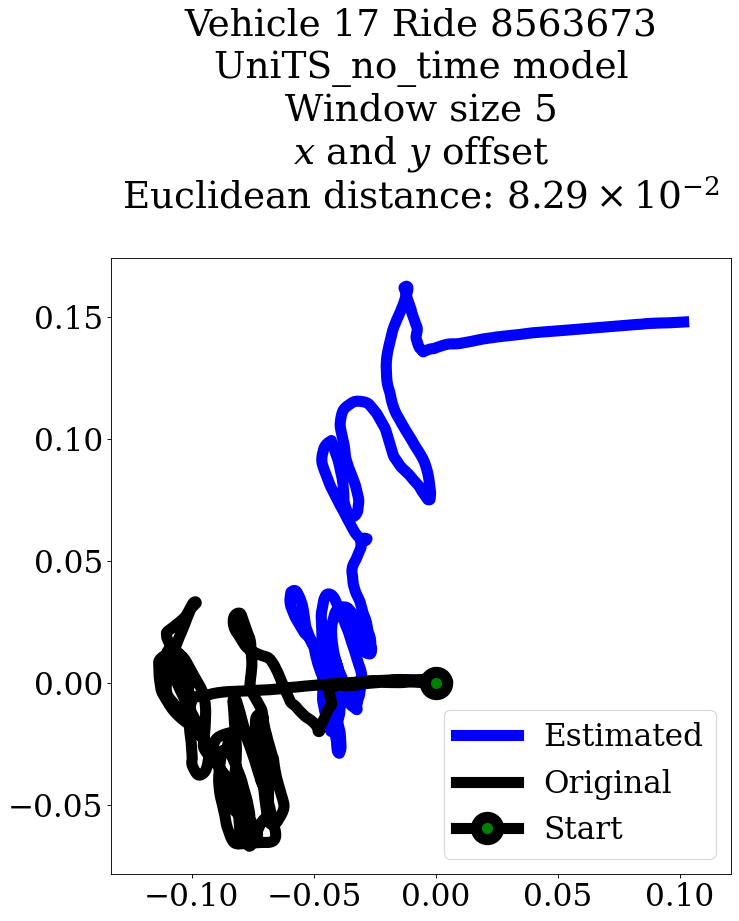 Vehicle 17 Ride 8563673
UniTS_no_time model
Window size 5
x and y offset
Euclidean distance: 8.29 × 10⁻²
0.15
0.10
0.05
0.00
−0.05
Estimated
Original
Start
−0.10 −0.05 0.00 0.05 0.10